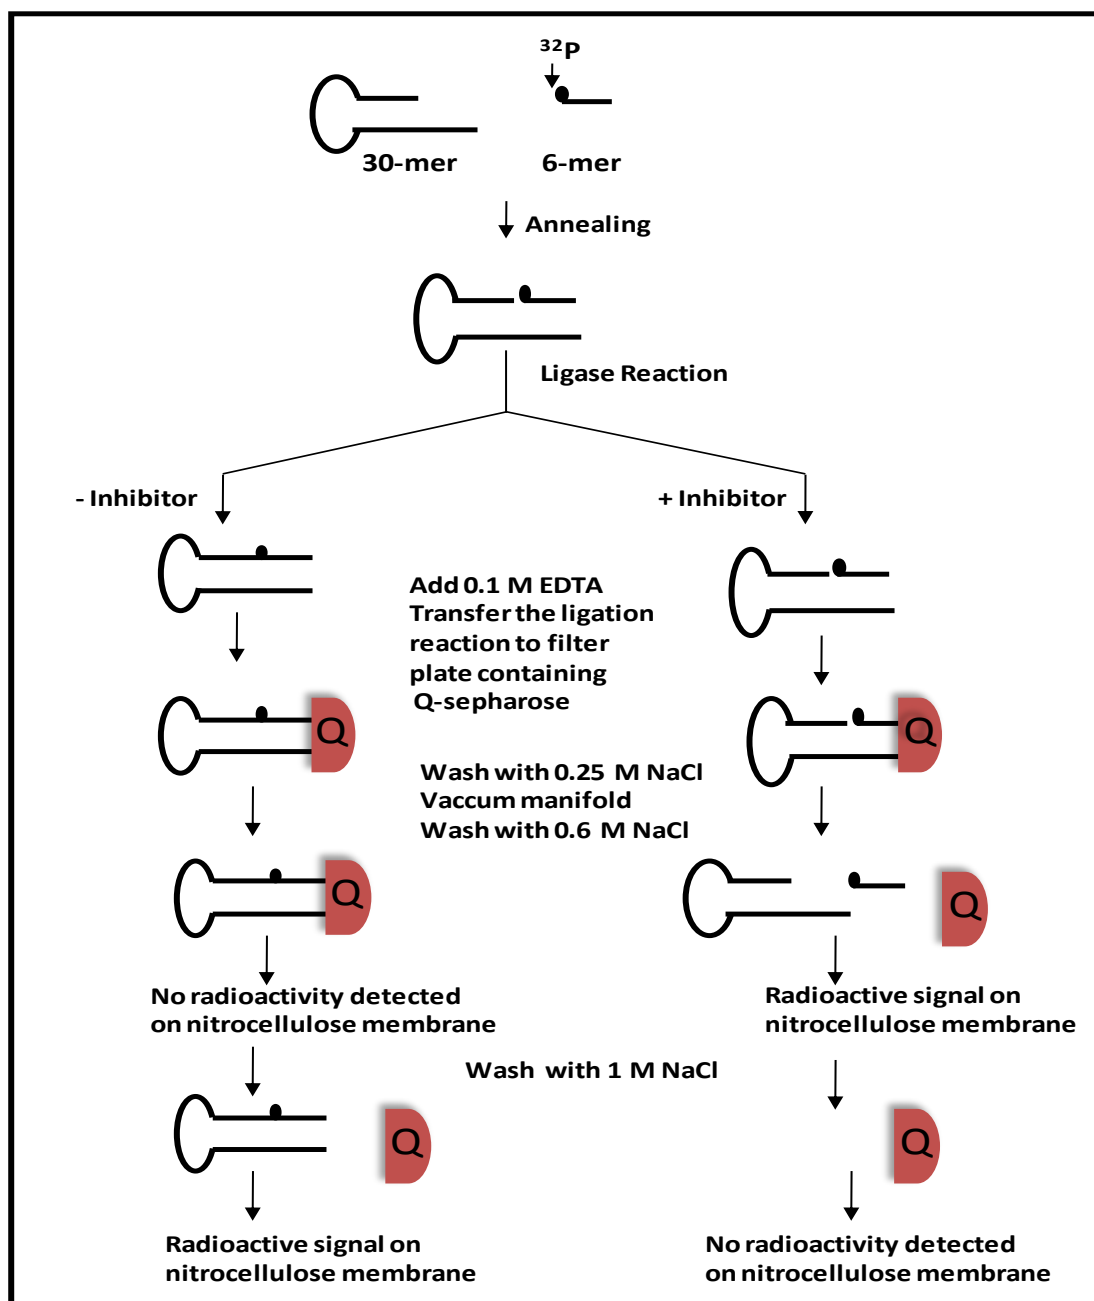 ³²P
30-mer
6-mer
Annealing
Ligase Reaction
- Inhibitor
+ Inhibitor
Add 0.1 M EDTA
Transfer the ligation
reaction to filter
plate containing
Q-sepharose
Q
Q
Wash with 0.25 M NaCl
Vaccum manifold
Wash with 0.6 M NaCl
Q
Q
No radioactivity detected
on nitrocellulose membrane
Radioactive signal on
nitrocellulose membrane
Wash with 1 M NaCl
Q
Q
Radioactive signal on
nitrocellulose membrane
No radioactivity detected
on nitrocellulose membrane